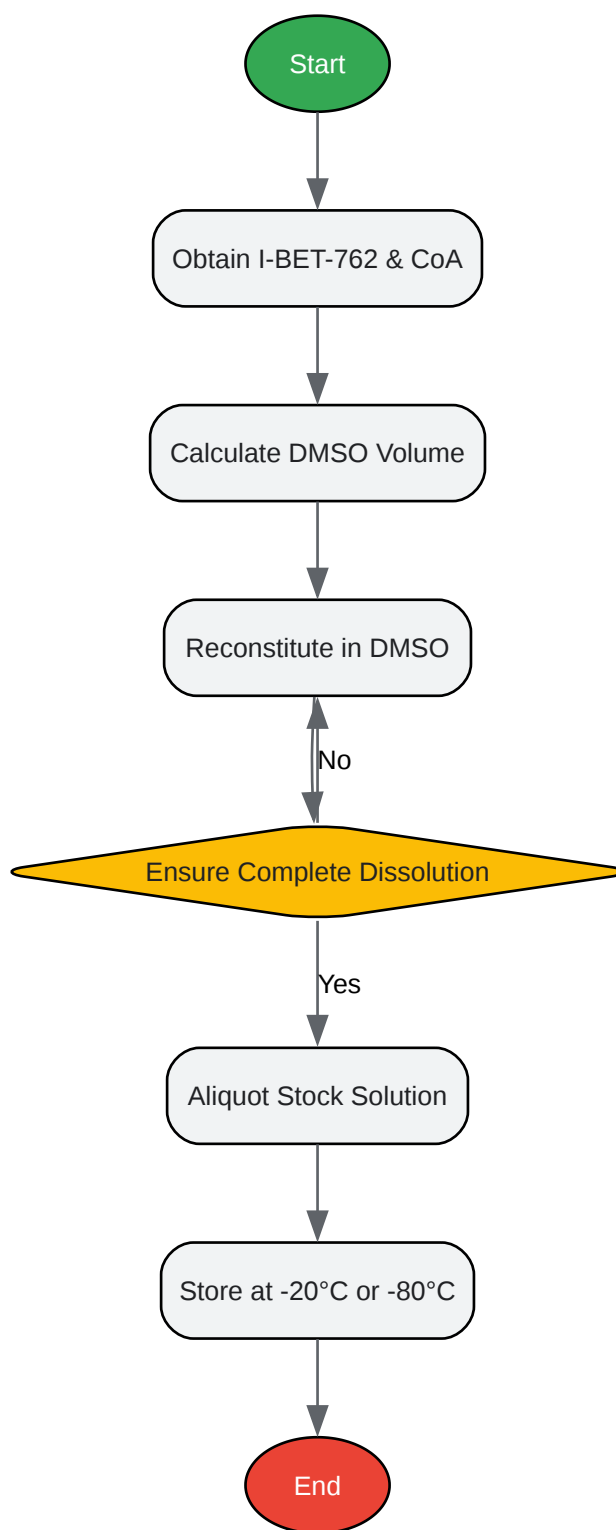 Start
Obtain I-BET-762 & CoA
Calculate DMSO Volume
Reconstitute in DMSO
No
Ensure Complete Dissolution
Yes
Aliquot Stock Solution
Store at -20°C or -80°C
End